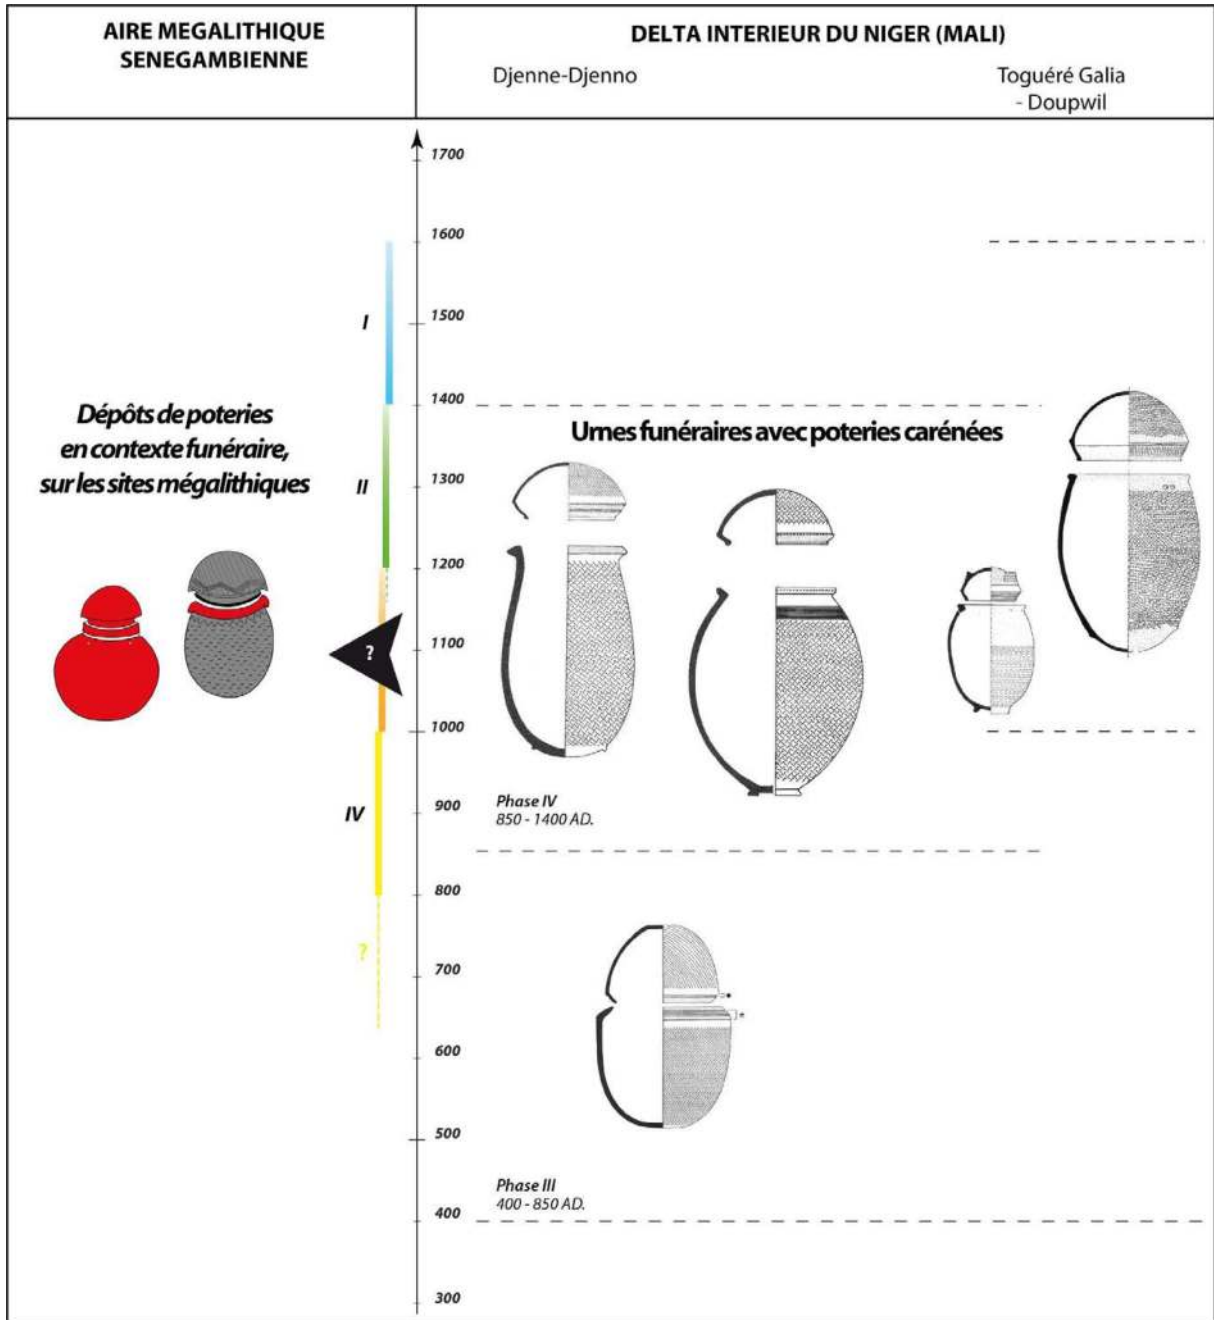 AIRE MEGALITHIQUE
SENEGAMBIENNE
DELTA INTERIEUR DU NIGER (MALI)
Djenne-Djenno
Toguéré Galia
- Doupwil
1700
1600
1500
1400
1300
1200
1100
1000
900
800
700
600
500
400
300
I
II
IV
?
?
Dépôts de poteries
en contexte funéraire,
sur les sites mégalithiques
Urnes funéraires avec poteries carénées
Phase IV
850 - 1400 AD.
Phase III
400 - 850 AD.